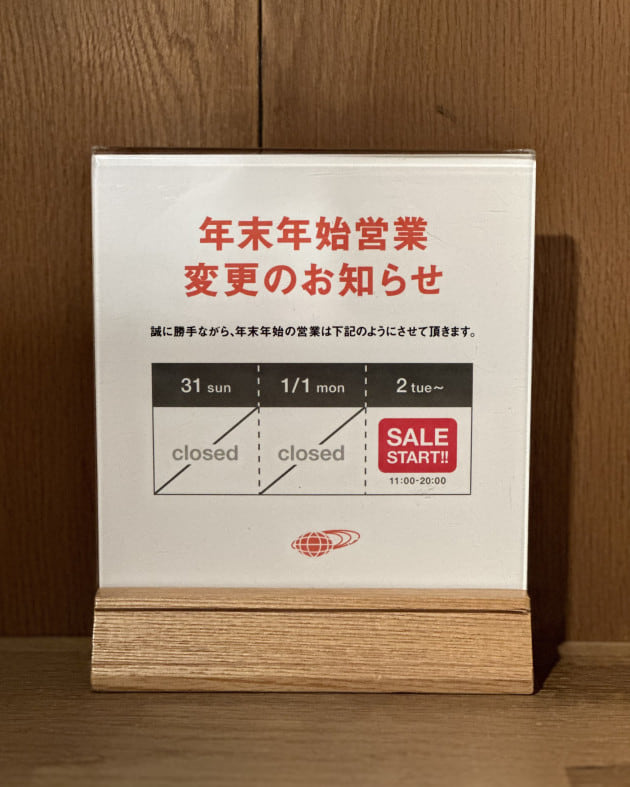 年末年始営業
変更のお知らせ
誠に勝手ながら、年末年始の営業は下記のようにさせて頂きます。
31 sun 1/1 mon 2 tue～
closed closed SALE
START!!
11:00-20:00